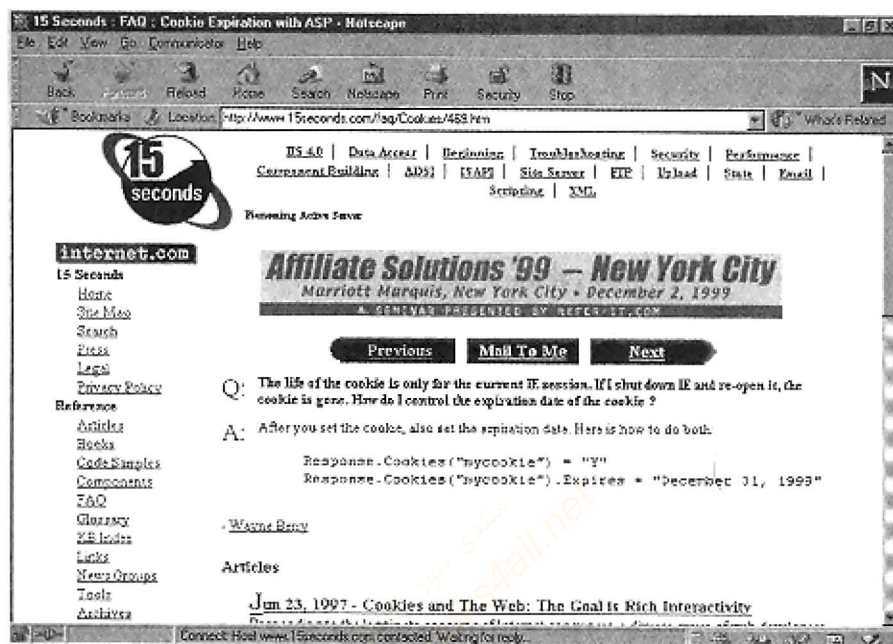 15 Seconds : FAQ : Cookie Expiration with ASP - Netscape
File Edit View Go Communicator Help
Back Forward Reload Home Search Netscape Print Security Stop
Bookmarks Location: http://www.15seconds.com/faq/Cookies/469.htm What's Related
15 seconds
IIS 4.0 | Data Access | Beginning | Troubleshooting | Security | Performance |
Component Building | ADSI | ISAPI | Site Server | FTP | Upload | State | Email |
Scripting | XML
Pioneering Active Server
internet.com
Affiliate Solutions '99 – New York City
Marriott Marquis, New York City • December 2, 1999
A SEMINAR PRESENTED BY REFER-IT.COM
Previous Mail To Me Next
15 Seconds
Home
Site Map
Search
Press
Legal
Privacy Policy
Reference
Articles
Books
Code Samples
Components
FAQ
Glossary
KB Index
Links
News Groups
Tools
Archives
Q: The life of the cookie is only for the current IE session. If I shut down IE and re-open it, the
cookie is gone. How do I control the expiration date of the cookie ?
A: After you set the cookie, also set the expiration date. Here is how to do both.
Response.Cookies("mycookie") = "Y"
Response.Cookies("mycookie").Expires = "December 31, 1999"
- Wayne Berry
Articles
Jun 23, 1997 - Cookies and The Web: The Goal is Rich Interactivity
Connect: Host www.15seconds.com contacted. Waiting for reply...